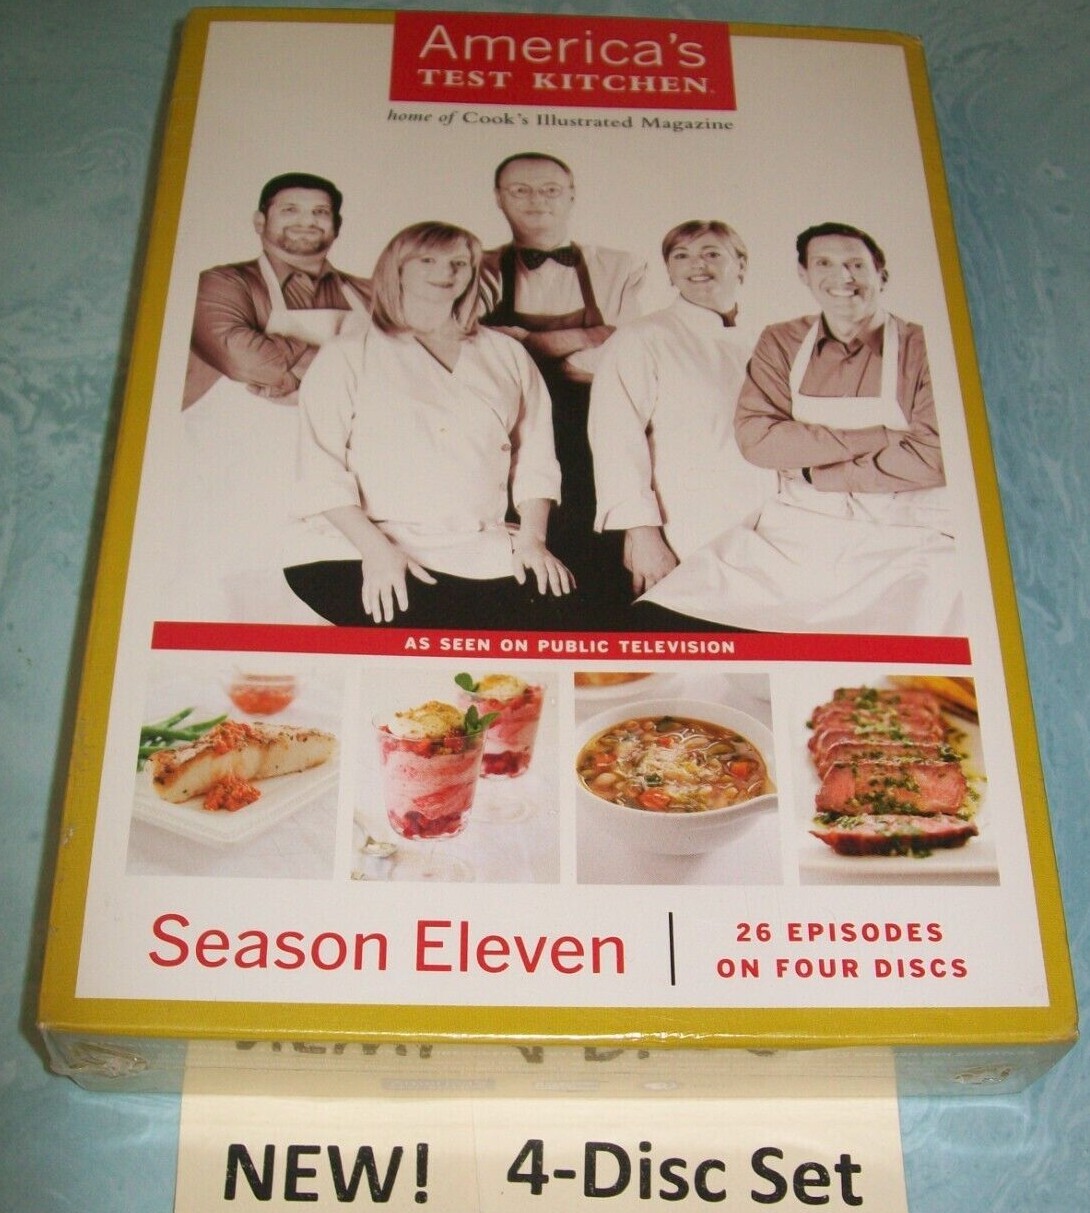 America's
TEST KITCHEN
home of Cook's Illustrated Magazine
AS SEEN ON PUBLIC TELEVISION
Season Eleven
26 EPISODES
ON FOUR DISCS
NEW! 4-Disc Set